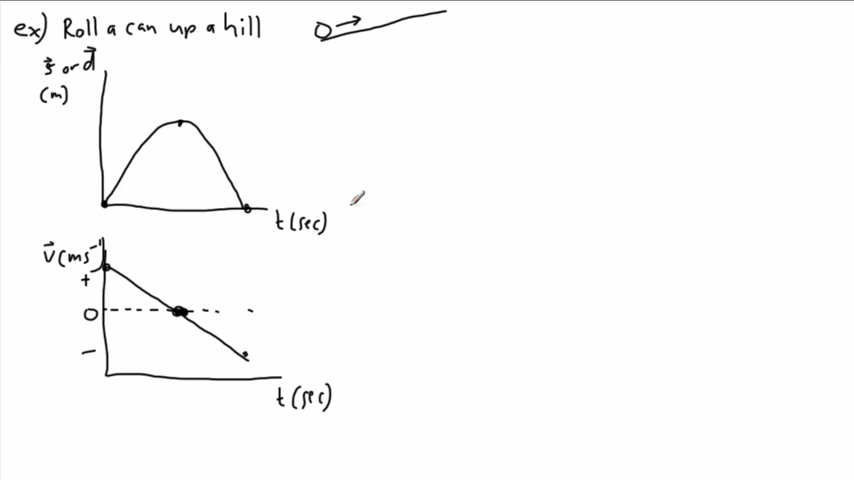 ex) Roll a can up a hill
s⃗ or d⃗
(m)
t (sec)
v⃗ (ms⁻¹)
+
0
−
t (sec)